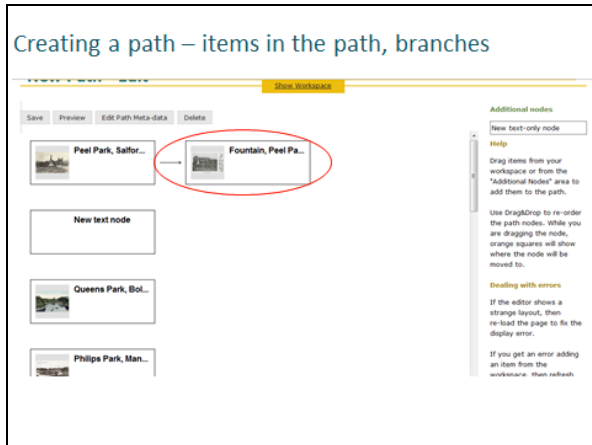 Creating a path – items in the path, branches
New Path - Edit
Show Workspace
Save Preview Edit Path Meta-data Delete
Peel Park, Salfor...
Fountain, Peel Pa...
New text node
Queens Park, Bol...
Philips Park, Man...
Additional nodes
New text-only node
Help
Drag items from your
workspace or from the
"Additional Nodes" area to
add them to the path.
Use Drag&Drop to re-order
the path nodes. While you
are dragging the node,
orange squares will show
where the node will be
moved to.
Dealing with errors
If the editor shows a
strange layout, then
re-load the page to fix the
display error.
If you get an error adding
an item from the
workspace, then refresh